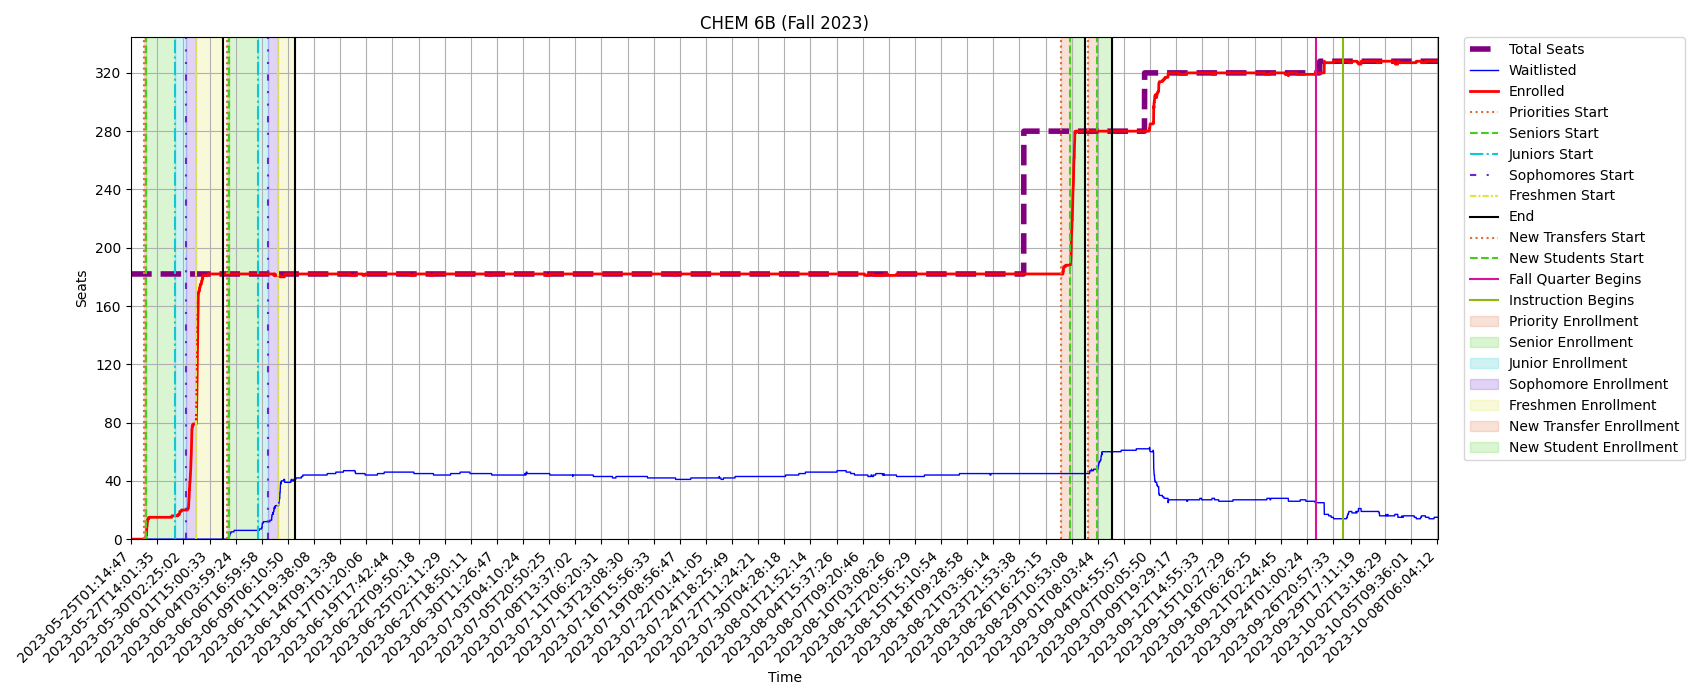 CHEM 6B (Fall 2023)
Seats
320
280
240
200
160
120
80
40
0
2023-05-25T01:14:47
2023-05-27T14:01:35
2023-05-30T02:25:02
2023-06-01T15:00:33
2023-06-04T03:59:24
2023-06-06T16:59:58
2023-06-09T06:10:50
2023-06-11T19:38:08
2023-06-14T09:13:38
2023-06-17T01:20:06
2023-06-19T17:42:44
2023-06-22T09:50:18
2023-06-25T02:11:29
2023-06-27T18:50:11
2023-06-30T11:26:47
2023-07-03T04:10:24
2023-07-05T20:50:25
2023-07-08T13:37:02
2023-07-11T06:20:31
2023-07-13T23:08:30
2023-07-16T15:56:33
2023-07-19T08:56:47
2023-07-22T01:41:05
2023-07-24T18:25:49
2023-07-27T11:24:21
2023-07-30T04:28:18
2023-08-01T21:52:14
2023-08-04T15:37:26
2023-08-07T09:20:46
2023-08-10T03:08:26
2023-08-12T20:56:29
2023-08-15T15:10:54
2023-08-18T09:28:58
2023-08-21T03:36:14
2023-08-23T21:53:38
2023-08-26T16:25:15
2023-08-29T10:53:08
2023-09-01T08:03:44
2023-09-04T04:55:57
2023-09-07T00:05:50
2023-09-09T19:29:17
2023-09-12T14:55:33
2023-09-15T10:27:29
2023-09-18T06:26:25
2023-09-21T02:24:45
2023-09-24T01:00:24
2023-09-26T20:57:33
2023-09-29T17:11:19
2023-10-02T13:18:29
2023-10-05T09:36:01
2023-10-08T06:04:12
Time
Total Seats
Waitlisted
Enrolled
Priorities Start
Seniors Start
Juniors Start
Sophomores Start
Freshmen Start
End
New Transfers Start
New Students Start
Fall Quarter Begins
Instruction Begins
Priority Enrollment
Senior Enrollment
Junior Enrollment
Sophomore Enrollment
Freshmen Enrollment
New Transfer Enrollment
New Student Enrollment